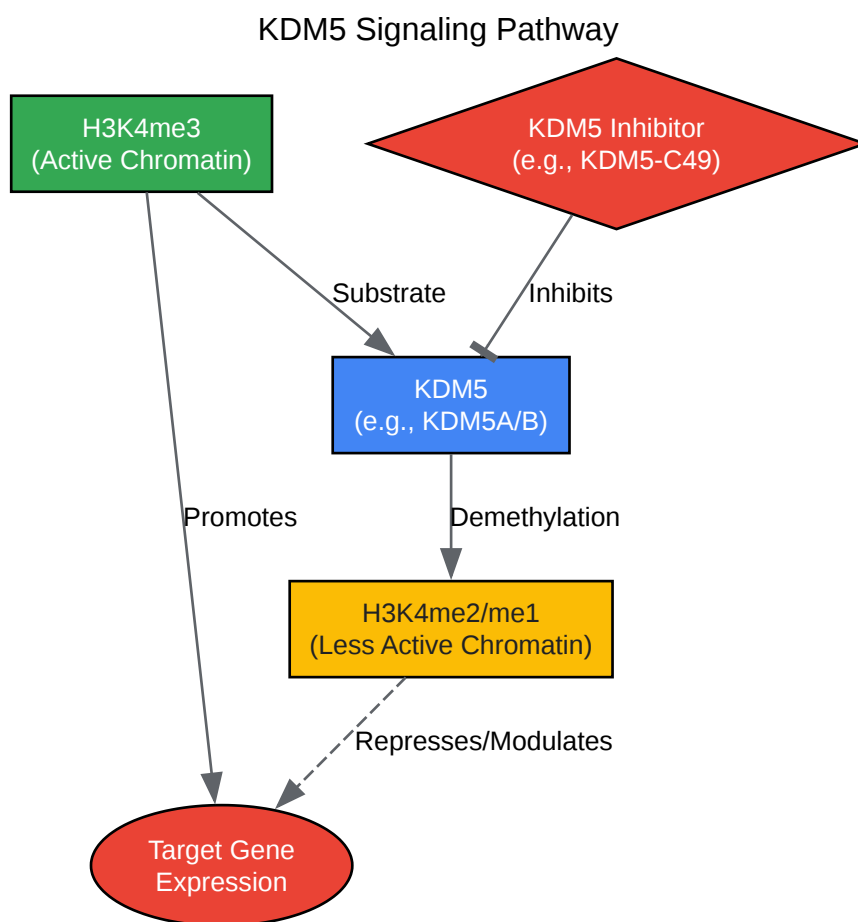 KDM5 Signaling Pathway
H3K4me3
(Active Chromatin)
KDM5 Inhibitor
(e.g., KDM5-C49)
Substrate
Inhibits
KDM5
(e.g., KDM5A/B)
Promotes
Demethylation
H3K4me2/me1
(Less Active Chromatin)
Represses/Modulates
Target Gene
Expression